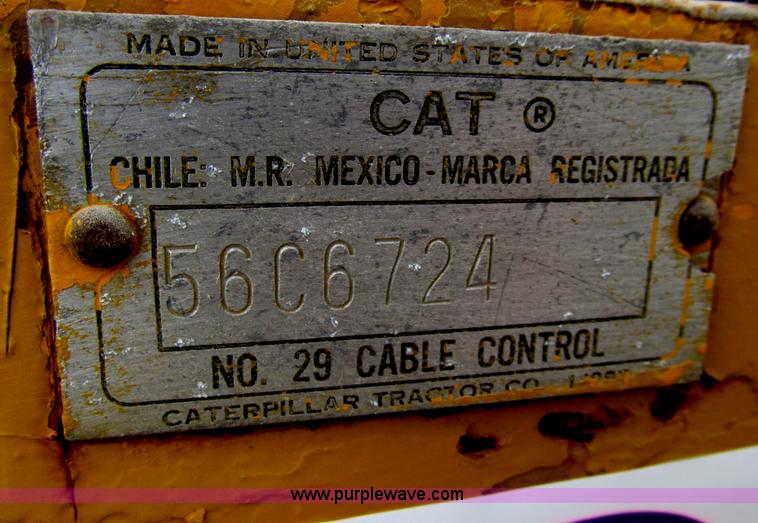 MADE IN UNITED STATES OF AMERICA
CAT ®
CHILE: M.R. MEXICO - MARCA REGISTRADA
56C6724
NO. 29 CABLE CONTROL
CATERPILLAR TRACTOR CO.
www.purplewave.com